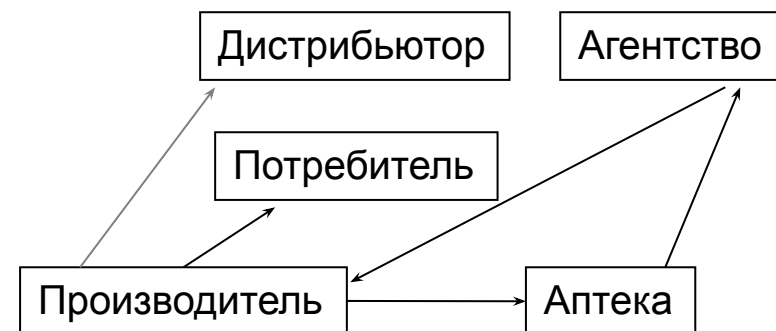 Дистрибьютор
Агентство
Потребитель
Производитель
Аптека